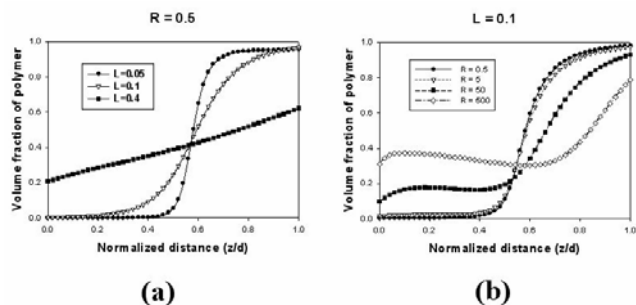 R = 0.5
Volume fraction of polymer
1.0
0.8
0.6
0.4
0.2
0.0
L=0.05
L=0.1
L=0.4
0.0 0.2 0.4 0.6 0.8 1.0
Normalized distance (z/d)
(a)
L = 0.1
Volume fraction of polymer
1.0
0.8
0.6
0.4
0.2
0.0
R = 0.5
R = 5
R = 50
R = 500
0.0 0.2 0.4 0.6 0.8 1.0
Normalized distance (z/d)
(b)